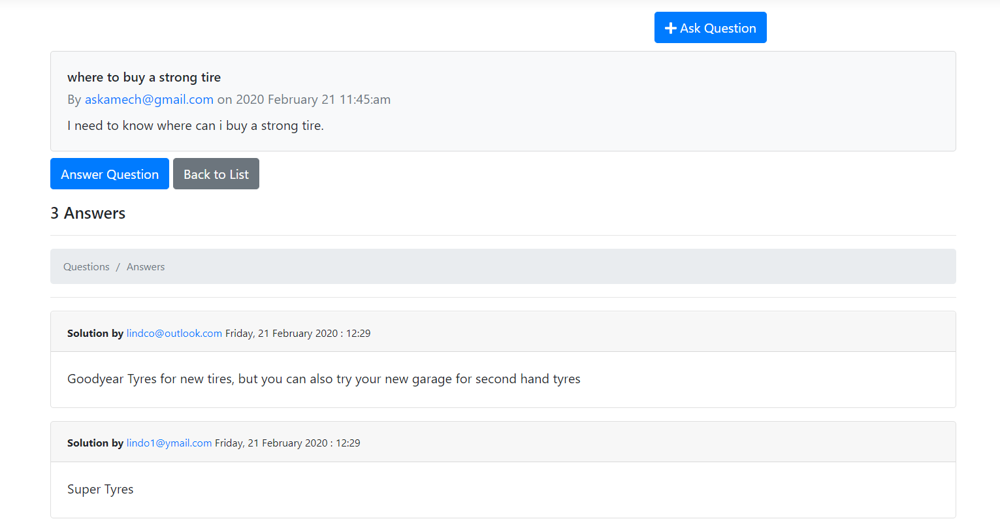 Ask Question
where to buy a strong tire
By askamech@gmail.com on 2020 February 21 11:45:am
I need to know where can i buy a strong tire.
Answer Question Back to List
3 Answers
Questions / Answers
Solution by lindco@outlook.com Friday, 21 February 2020 : 12:29
Goodyear Tyres for new tires, but you can also try your new garage for second hand tyres
Solution by lindo1@ymail.com Friday, 21 February 2020 : 12:29
Super Tyres